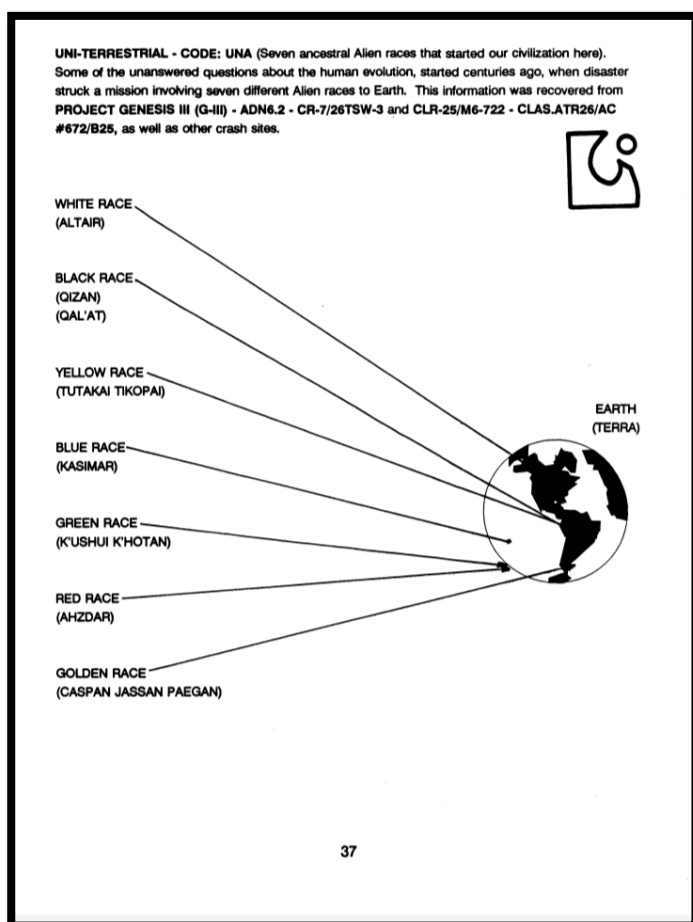 UNI-TERRESTRIAL - CODE: UNA (Seven ancestral Alien races that started our civilization here).
Some of the unanswered questions about the human evolution, started centuries ago, when disaster
struck a mission involving seven different Alien races to Earth. This information was recovered from
PROJECT GENESIS III (G-III) - ADN6.2 - CR-7/26TSW-3 and CLR-25/M6-722 - CLAS.ATR26/AC
#672/B25, as well as other crash sites.
WHITE RACE
(ALTAIR)
BLACK RACE
(QIZAN)
(QAL'AT)
YELLOW RACE
(TUTAKAI TIKOPAI)
EARTH
(TERRA)
BLUE RACE
(KASIMAR)
GREEN RACE
(K'USHUI K'HOTAN)
RED RACE
(AHZDAR)
GOLDEN RACE
(CASPAN JASSAN PAEGAN)
37